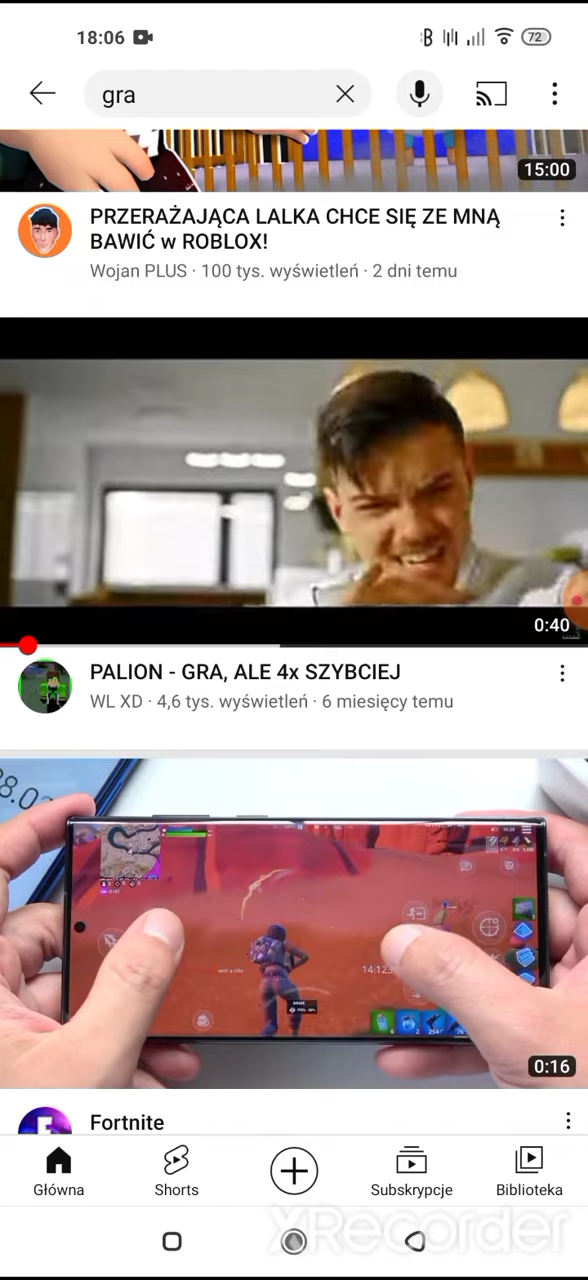 18:06
72
gra
15:00
PRZERAŻAJĄCA LALKA CHCE SIĘ ZE MNĄ
BAWIĆ w ROBLOX!
Wojan PLUS · 100 tys. wyświetleń · 2 dni temu
0:40
PALION - GRA, ALE 4x SZYBCIEJ
WL XD · 4,6 tys. wyświetleń · 6 miesięcy temu
14:12
0:16
Fortnite
Główna
Shorts
Subskrypcje
Biblioteka
XRecorder